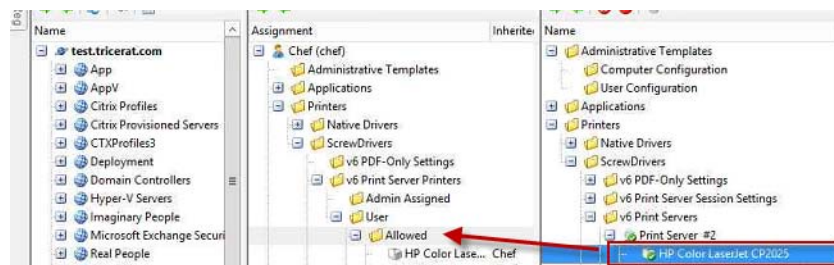 Reg
Name
test.tricerat.com
App
AppV
Citrix Profiles
Citrix Provisioned Servers
CTXProfiles3
Deployment
Domain Controllers
Hyper-V Servers
Imaginary People
Microsoft Exchange Securi
Real People
Assignment Inherite
Chef (chef)
Administrative Templates
Applications
Printers
Native Drivers
ScrewDrivers
v6 PDF-Only Settings
v6 Print Server Printers
Admin Assigned
User
Allowed
HP Color Lase... Chef
Name
Administrative Templates
Computer Configuration
User Configuration
Applications
Printers
Native Drivers
ScrewDrivers
v6 PDF-Only Settings
v6 Print Server Session Settings
v6 Print Servers
Print Server #2
HP Color LaserJet CP2025